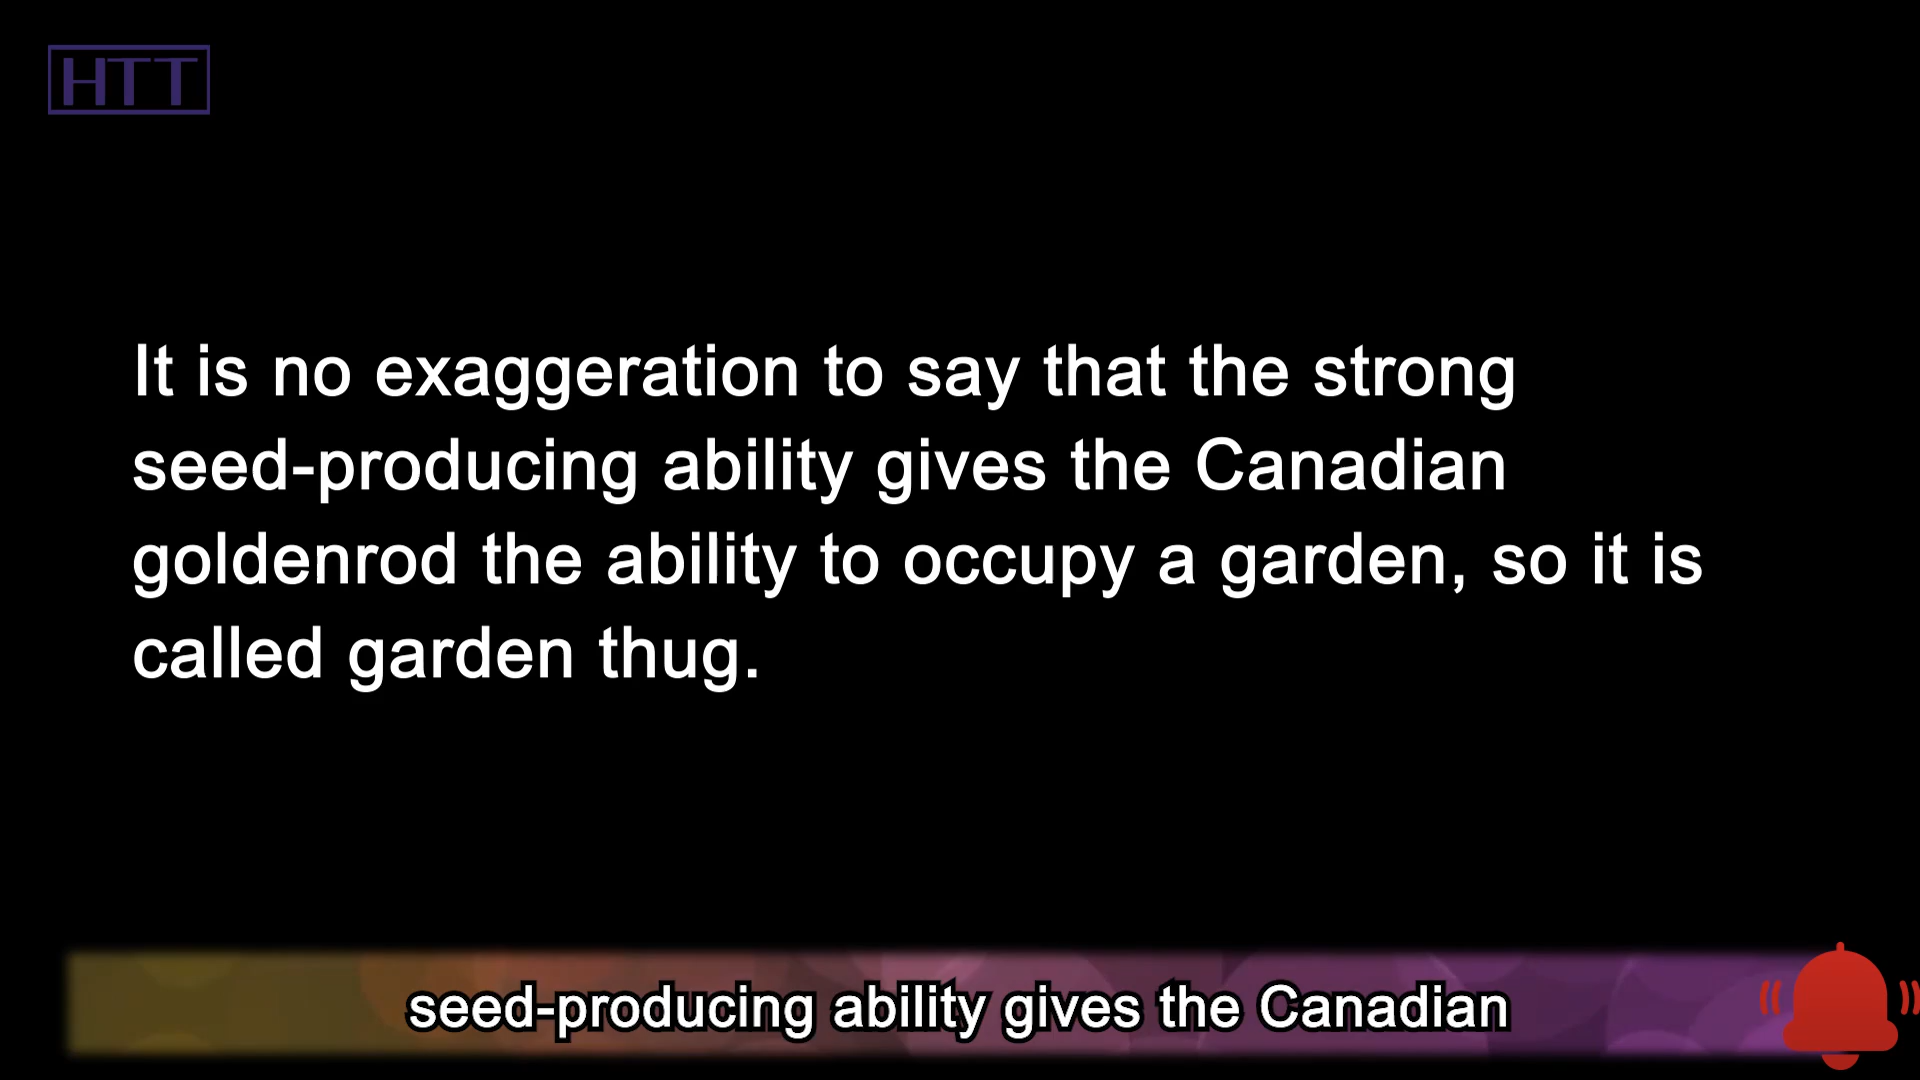 HTT
It is no exaggeration to say that the strong
seed-producing ability gives the Canadian
goldenrod the ability to occupy a garden, so it is
called garden thug.
seed-producing ability gives the Canadian